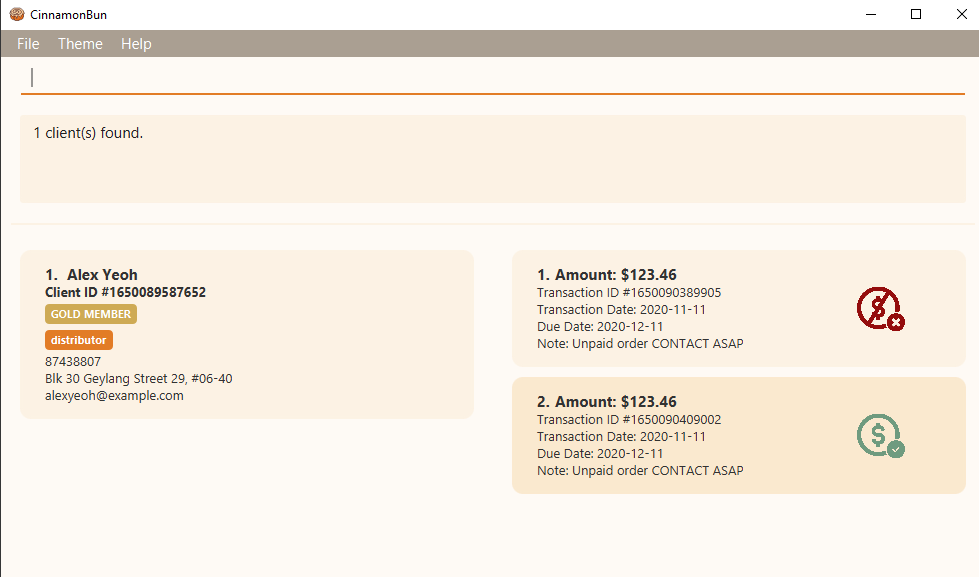 CinnamonBun
File Theme Help
1 client(s) found.
1. Alex Yeoh
Client ID #1650089587652
GOLD MEMBER
distributor
87438807
Blk 30 Geylang Street 29, #06-40
alexyeoh@example.com
1. Amount: $123.46
Transaction ID #1650090389905
Transaction Date: 2020-11-11
Due Date: 2020-12-11
Note: Unpaid order CONTACT ASAP
2. Amount: $123.46
Transaction ID #1650090409002
Transaction Date: 2020-11-11
Due Date: 2020-12-11
Note: Unpaid order CONTACT ASAP